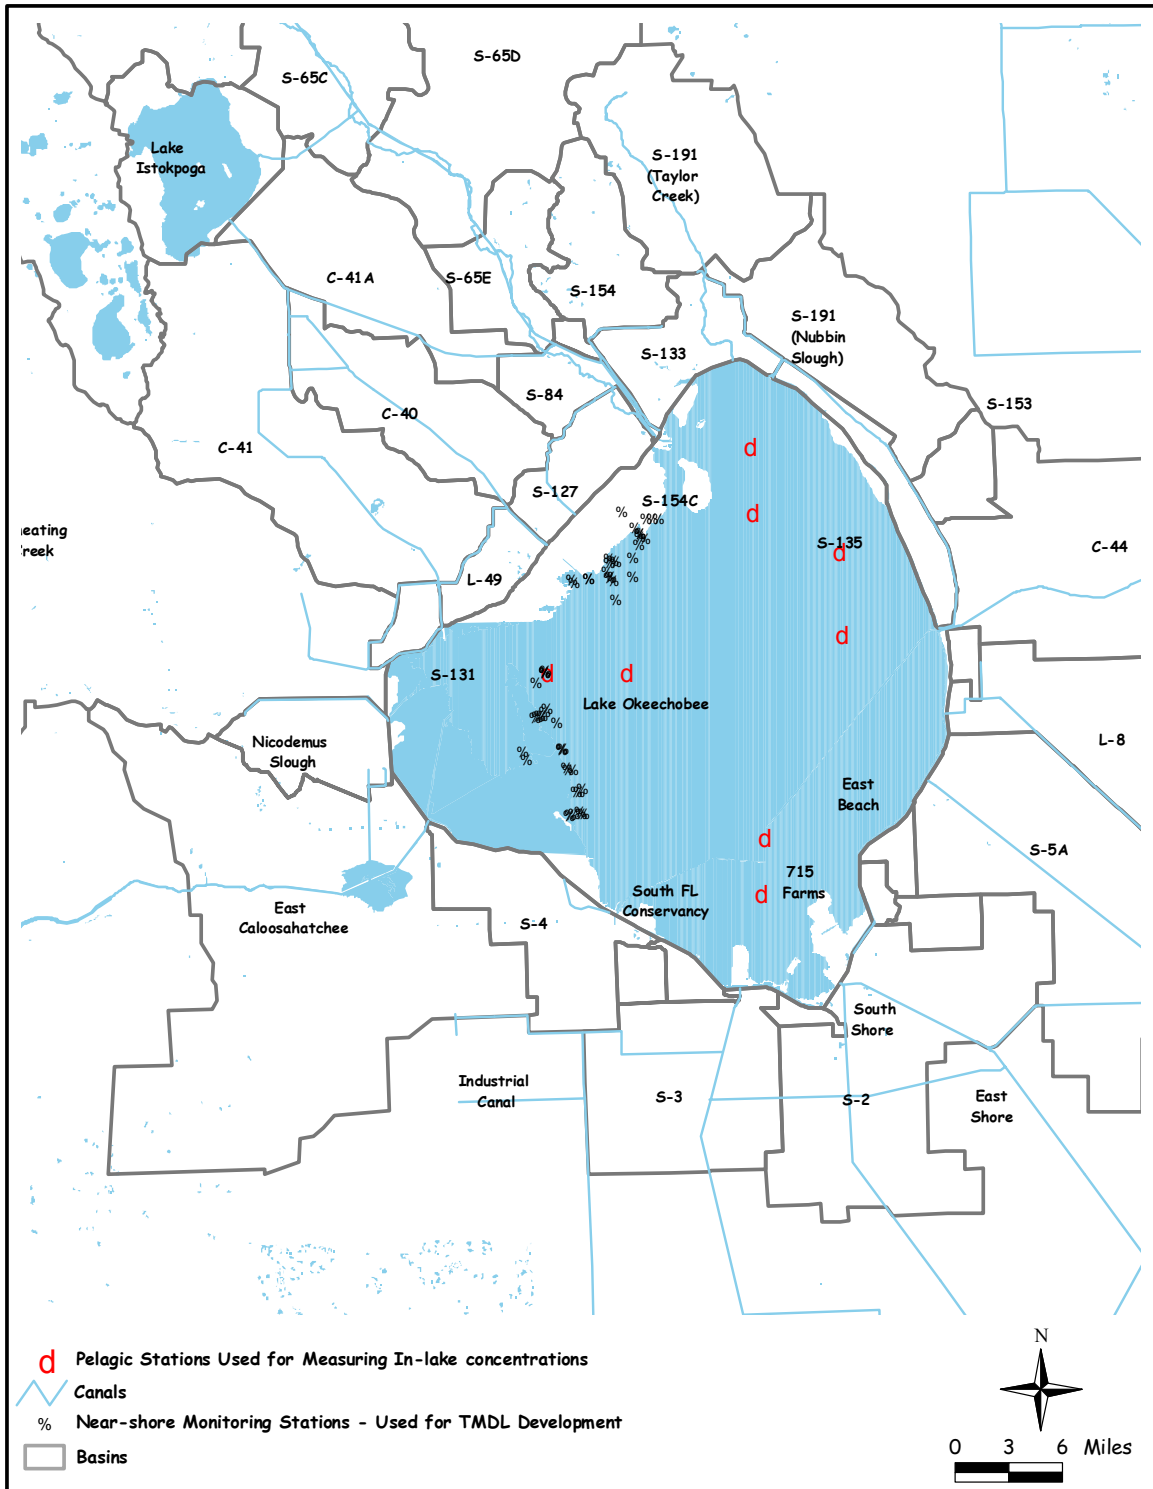 S-65D
S-65C
Lake
Istokpoga
S-191
(Taylor
Creek)
C-41A
S-65E
S-154
S-191
(Nubbin
Slough)
S-133
S-84
S-153
C-40
C-41
S-127
S-154C
d
d
% % % %
eating
reek
S-135
d
C-44
L-49
d
S-131
d
d
Lake Okeechobee
Nicodemus
Slough
L-8
East
Beach
d
S-5A
715
Farms
d
South FL
Conservancy
East
Caloosahatchee
S-4
South
Shore
Industrial
Canal
S-3
S-2
East
Shore
d Pelagic Stations Used for Measuring In-lake concentrations
Canals
% Near-shore Monitoring Stations - Used for TMDL Development
Basins
N
0 3 6 Miles